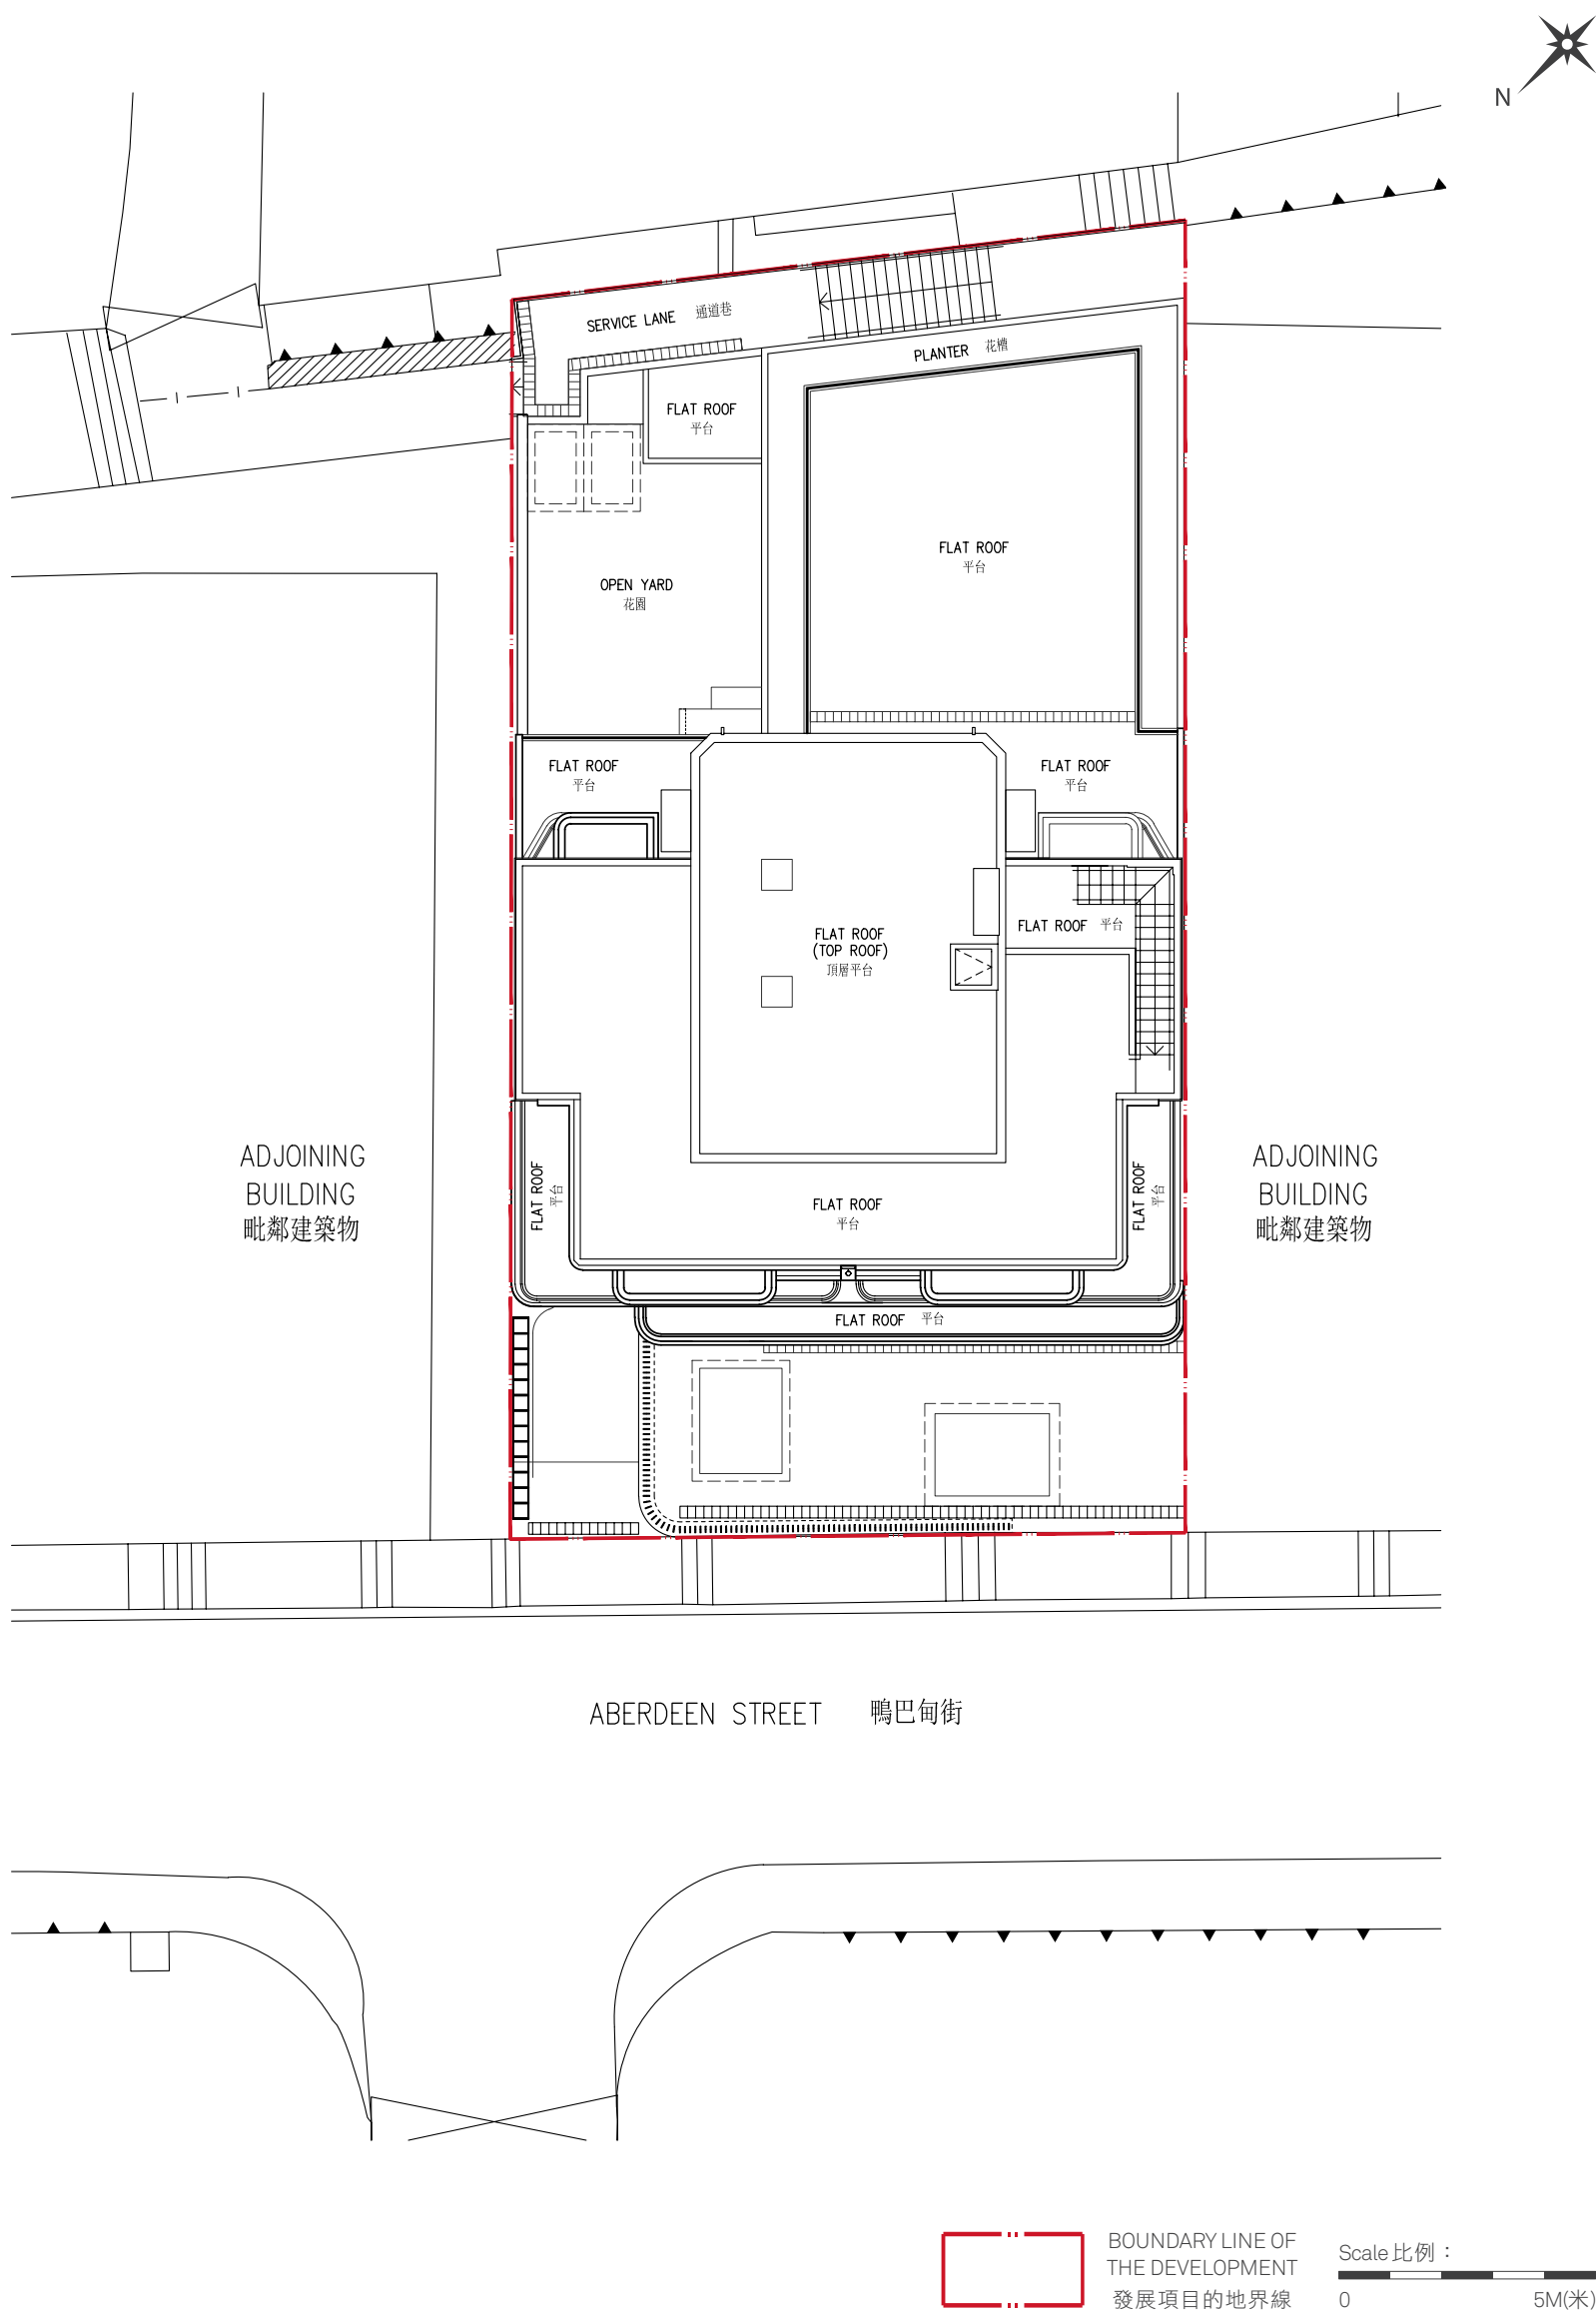 N
SERVICE LANE 通道巷
PLANTER 花槽
FLAT ROOF
平台
FLAT ROOF
平台
OPEN YARD
花園
FLAT ROOF
平台
FLAT ROOF
平台
FLAT ROOF 平台
FLAT ROOF
(TOP ROOF)
頂層平台
ADJOINING
BUILDING
毗鄰建築物
FLAT ROOF
平台
FLAT ROOF
平台
FLAT ROOF
平台
ADJOINING
BUILDING
毗鄰建築物
FLAT ROOF 平台
ABERDEEN STREET 鴨巴甸街
BOUNDARY LINE OF
THE DEVELOPMENT
發展項目的地界線
Scale 比例：
0 5M(米)